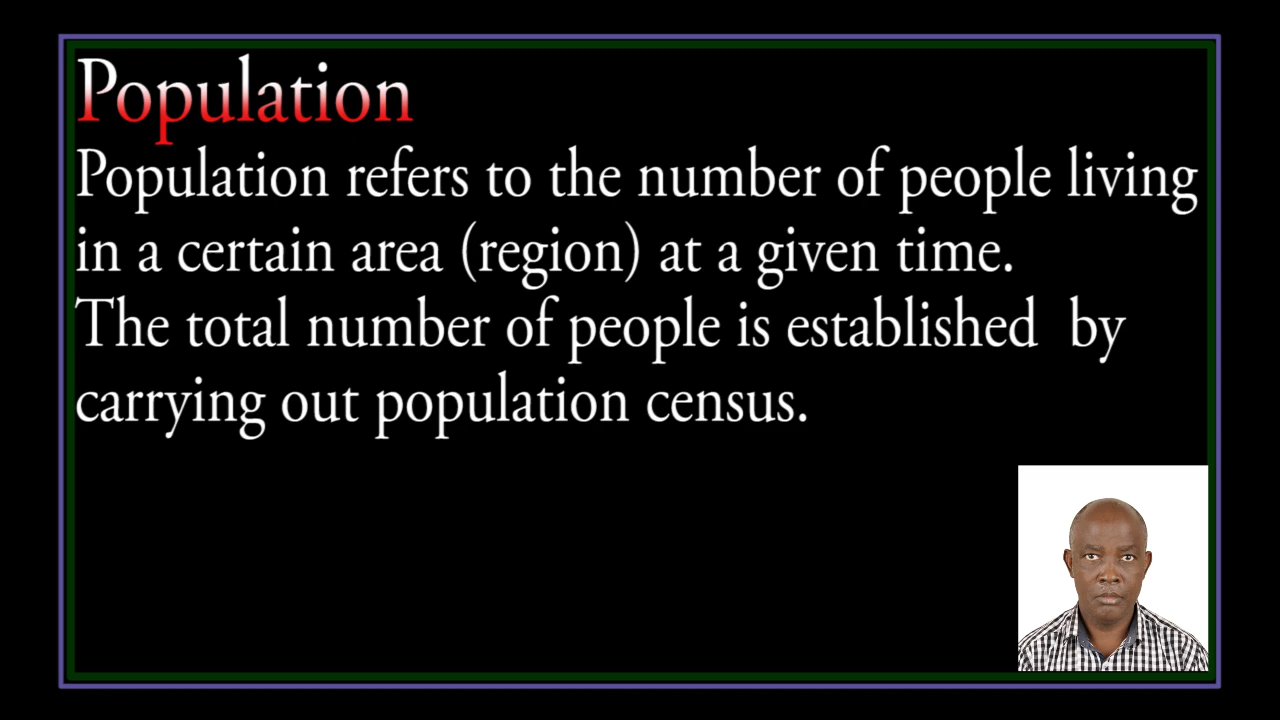 Population
Population refers to the number of people living
in a certain area (region) at a given time.
The total number of people is established  by
carrying out population census.